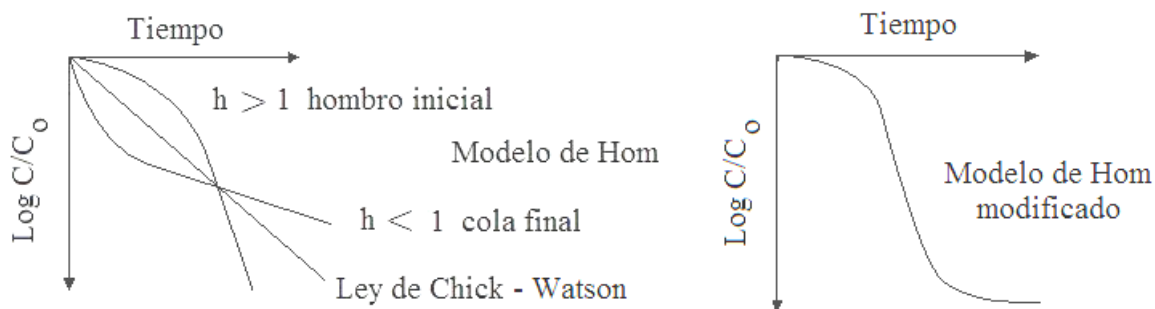 Tiempo
h > 1 hombro inicial
Modelo de Hom
Log C/Co
h < 1 cola final
Ley de Chick - Watson
Tiempo
Log C/Co
Modelo de Hom
modificado